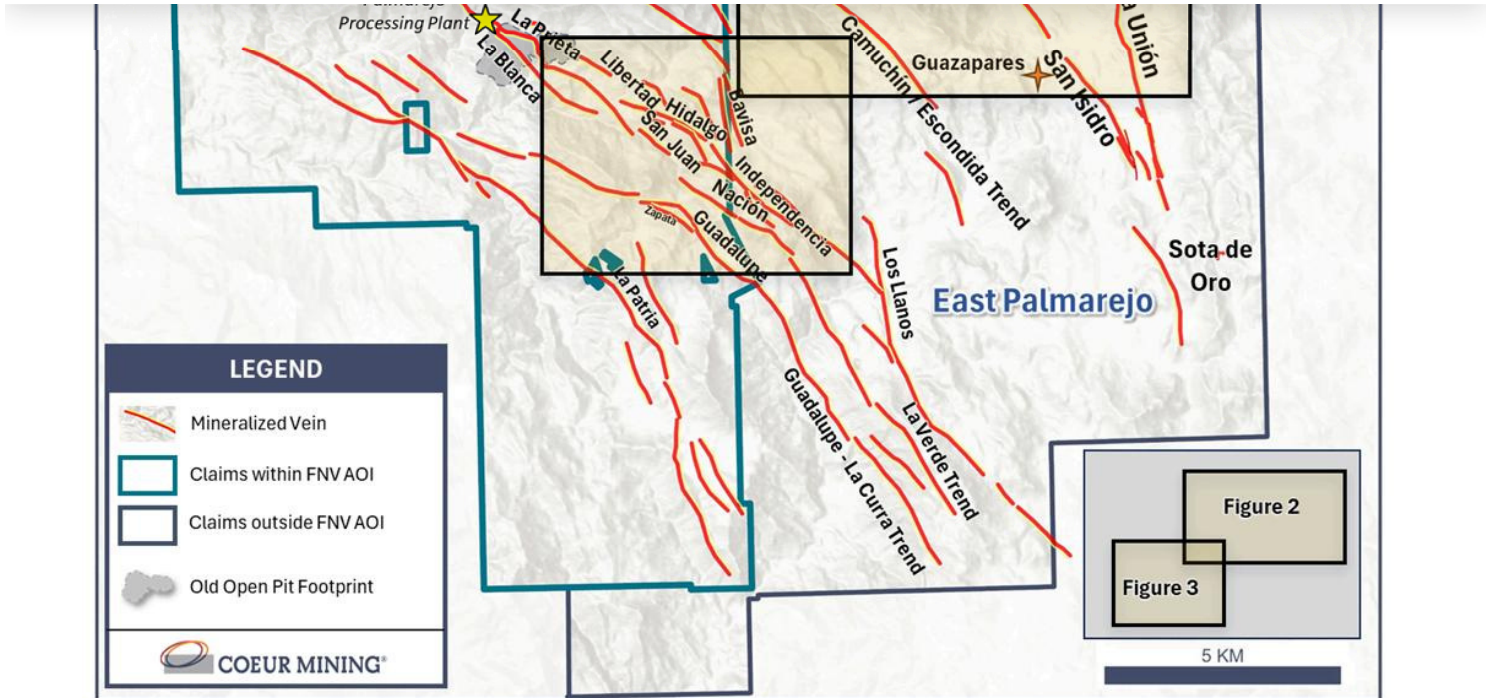 Processing Plant
La Prieta
La Blanca
Libertad
Hidalgo
San Juan
Bavisa
Independencia
Nación
Zapata
Guadalupe
La Patria
Camuchín / Escondida Trend
Guazapares
San Isidro
Unión
Sota de
Oro
Los Llanos
East Palmarejo
Guadalupe - La Curra Trend
La Verde Trend
LEGEND
Mineralized Vein
Claims within FNV AOI
Claims outside FNV AOI
Old Open Pit Footprint
COEUR MINING®
Figure 2
Figure 3
5 KM